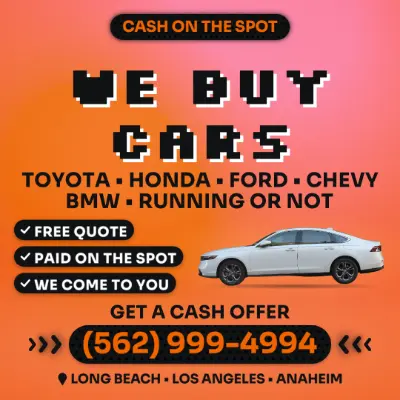 CASH ON THE SPOT
WE BUY
CARS
TOYOTA • HONDA • FORD • CHEVY
BMW • RUNNING OR NOT
FREE QUOTE
PAID ON THE SPOT
WE COME TO YOU
GET A CASH OFFER
(562) 999-4994
LONG BEACH • LOS ANGELES • ANAHEIM